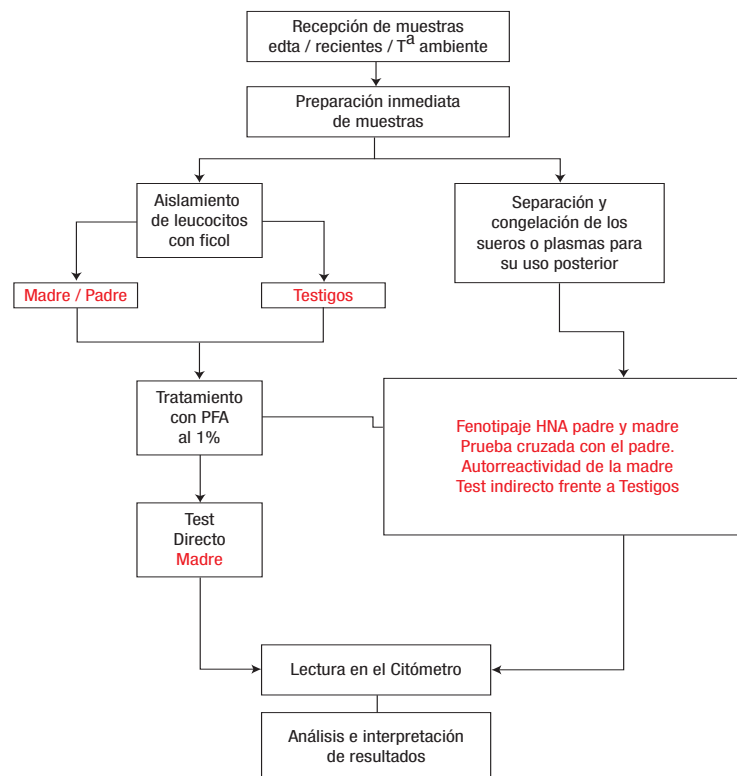 Recepción de muestras
edta / recientes / Tª ambiente
Preparación inmediata
de muestras
Aislamiento
de leucocitos
con ficol
Separación y
congelación de los
sueros o plasmas para
su uso posterior
Madre / Padre
Testigos
Tratamiento
con PFA
al 1%
Fenotipaje HNA padre y madre
Prueba cruzada con el padre.
Autorreactividad de la madre
Test indirecto frente a Testigos
Test
Directo
Madre
Lectura en el Citómetro
Análisis e interpretación
de resultados